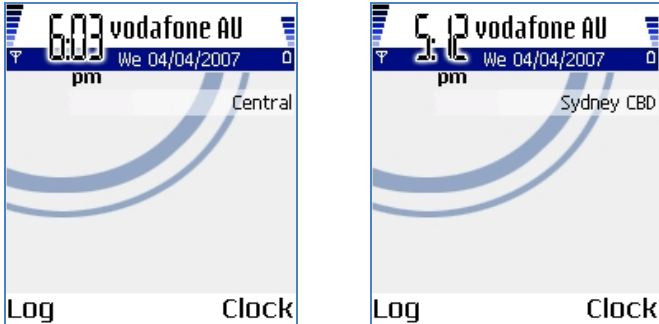 6:03 vodafone AU
We 04/04/2007
pm
Central
Log Clock
5:12 vodafone AU
We 04/04/2007
pm
Sydney CBD
Log Clock